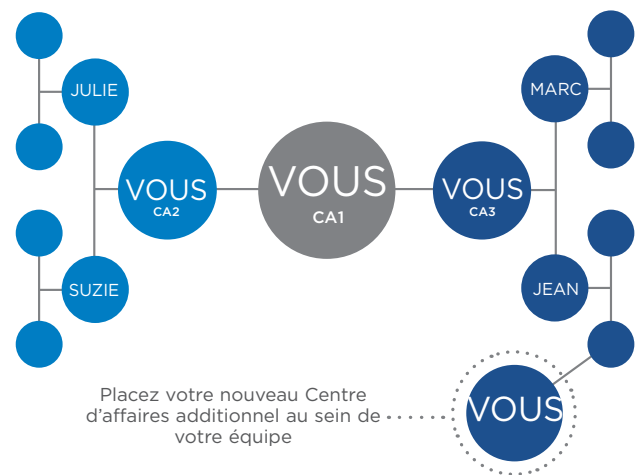 JULIE
MARC
VOUS
CA2
VOUS
CA1
VOUS
CA3
SUZIE
JEAN
Placez votre nouveau Centre
d'affaires additionnel au sein de
votre équipe
VOUS